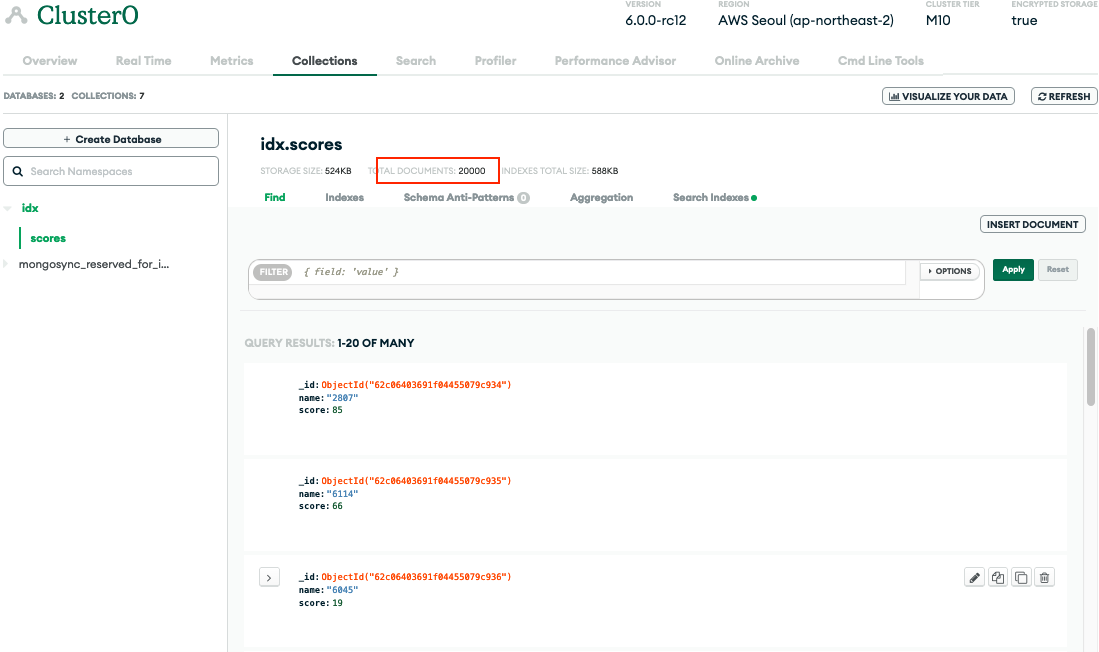 Cluster0
VERSION REGION CLUSTER TIER ENCRYPTED STORAGE
6.0.0-rc12 AWS Seoul (ap-northeast-2) M10 true
Overview Real Time Metrics Collections Search Profiler Performance Advisor Online Archive Cmd Line Tools
DATABASES: 2 COLLECTIONS: 7
VISUALIZE YOUR DATA REFRESH
+ Create Database
Search Namespaces
idx
scores
mongosync_reserved_for_i...
idx.scores
STORAGE SIZE: 524KB TOTAL DOCUMENTS: 20000 INDEXES TOTAL SIZE: 588KB
Find Indexes Schema Anti-Patterns 0 Aggregation Search Indexes
INSERT DOCUMENT
FILTER { field: 'value' } OPTIONS Apply Reset
QUERY RESULTS: 1-20 OF MANY
_id: ObjectId("62c06403691f04455079c934")
name: "2807"
score: 85
_id: ObjectId("62c06403691f04455079c935")
name: "6114"
score: 66
_id: ObjectId("62c06403691f04455079c936")
name: "6045"
score: 19